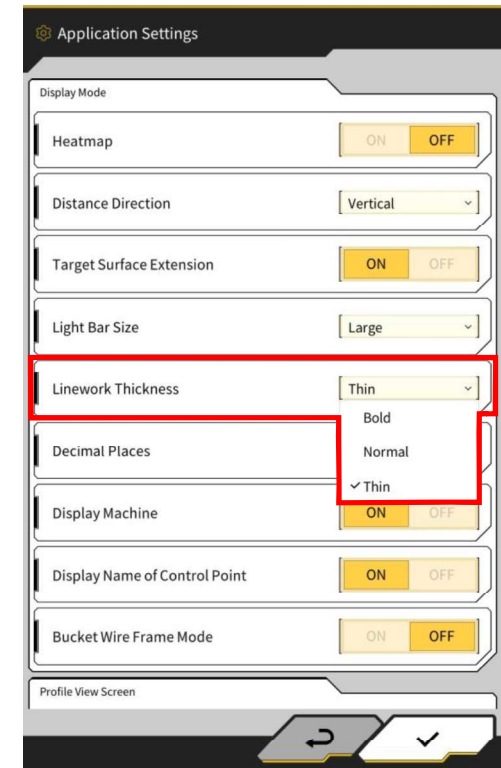 Application Settings
Display Mode
Heatmap ON OFF
Distance Direction Vertical
Target Surface Extension ON OFF
Light Bar Size Large
Linework Thickness Thin
Bold
Decimal Places Normal
Thin
Display Machine ON OFF
Display Name of Control Point ON OFF
Bucket Wire Frame Mode ON OFF
Profile View Screen